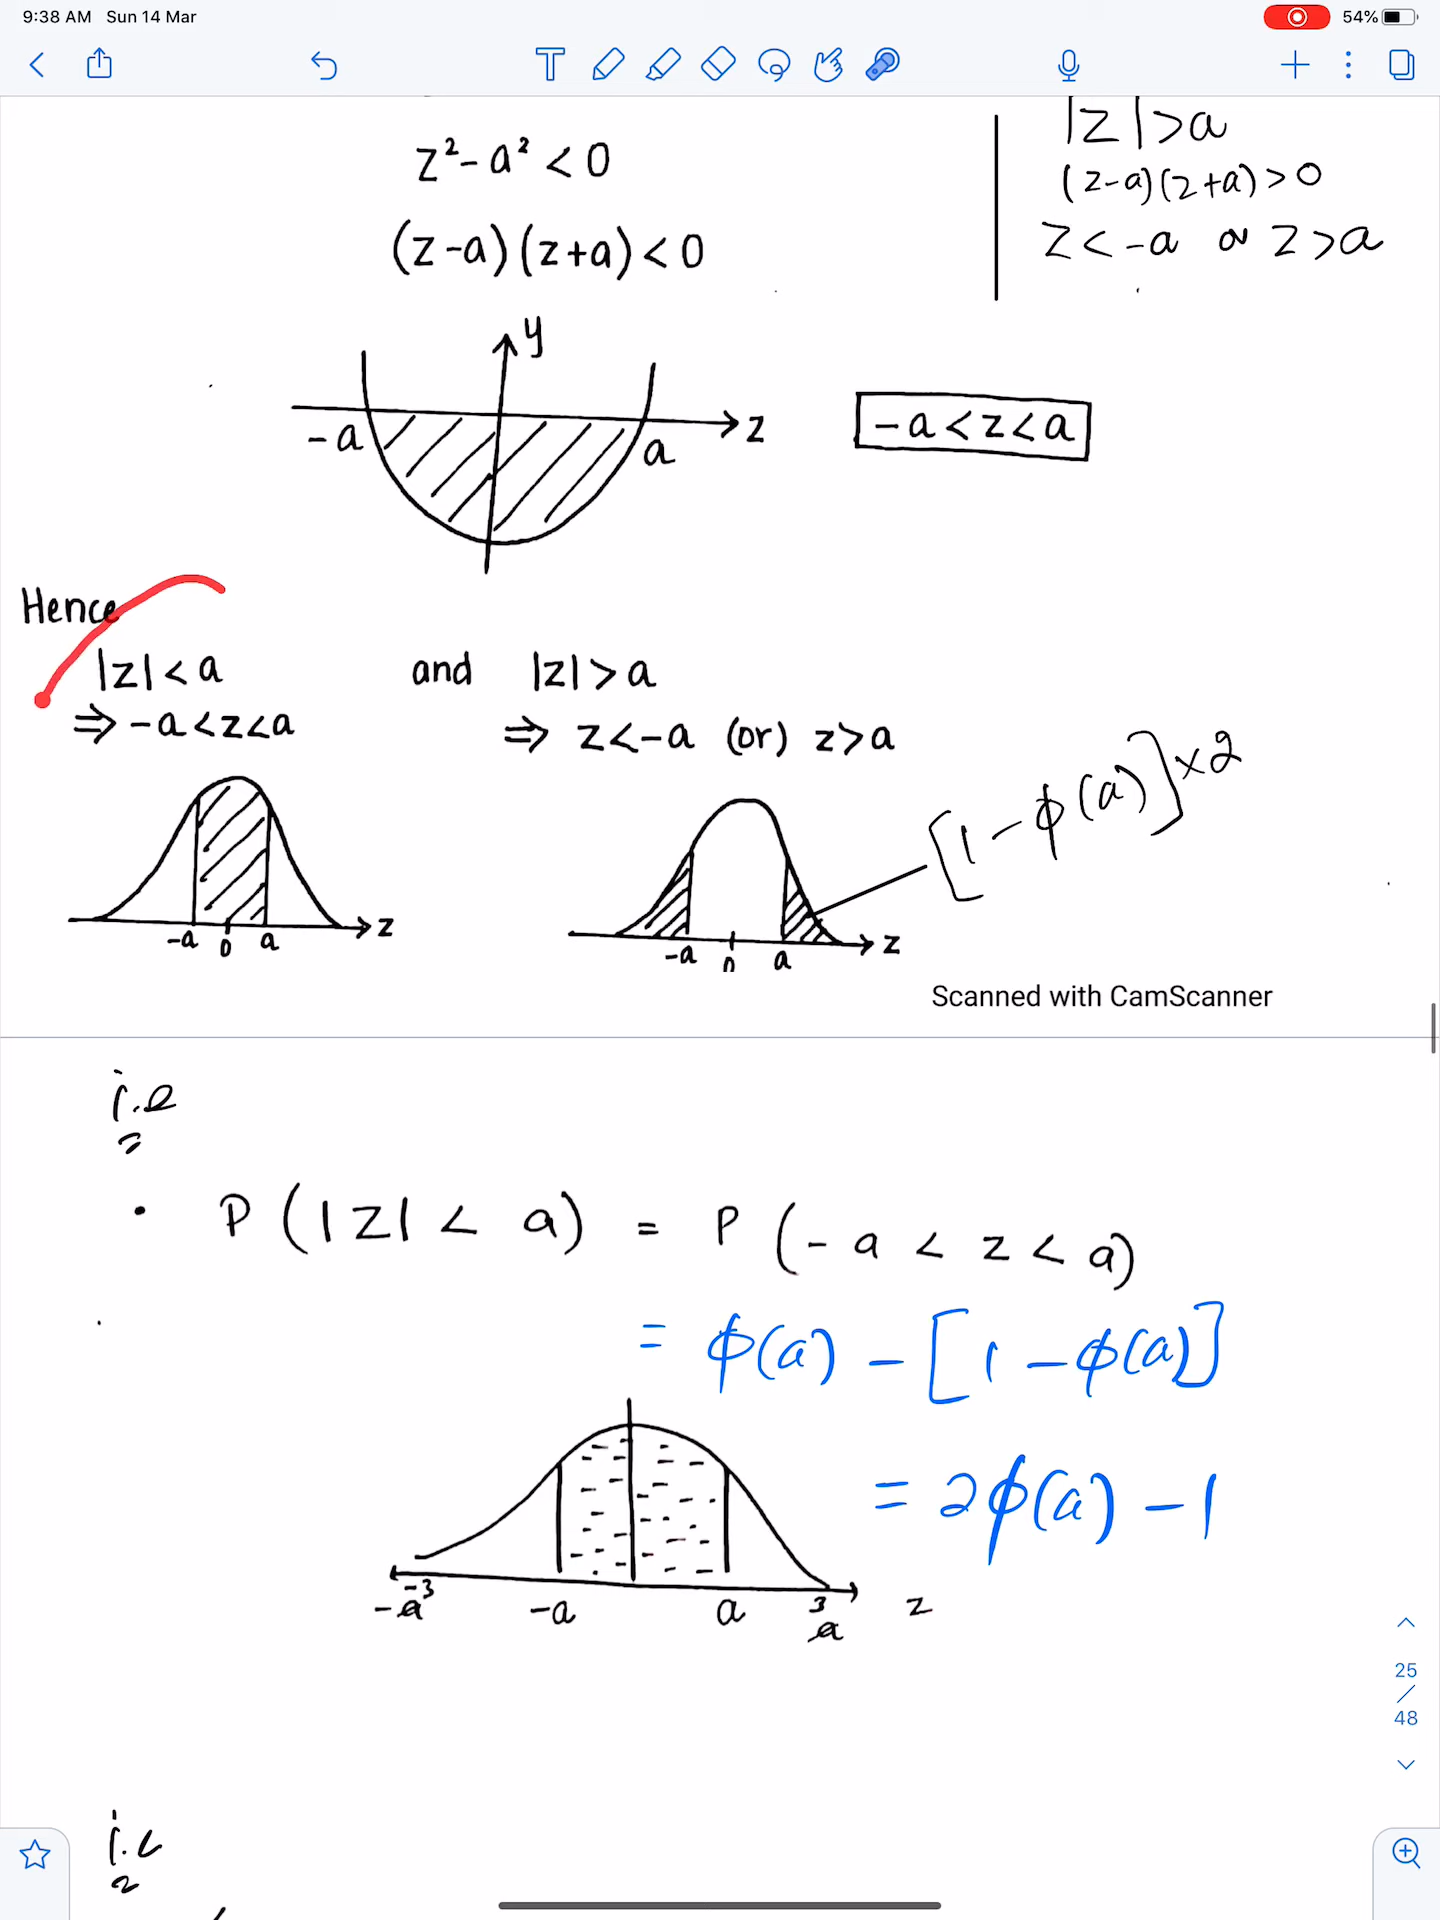 9:38 AM Sun 14 Mar
54%
T
z²-a² < 0
(z-a)(z+a) < 0
|z|>a
(z-a)(z+a)>0
z<-a or z>a
y
-a
a
z
-a<z<a
Hence
|z|<a and |z|>a
⇒ -a<z<a ⇒ z<-a (or) z>a
[1-φ(a)]×2
-a 0 a z
-a 0 a z
Scanned with CamScanner
i.e
• P(|z| < a) = P(-a < z < a)
= φ(a) - [1-φ(a)]
= 2φ(a) - 1
-3 3
-a -a a a z
25
/
48
i.e